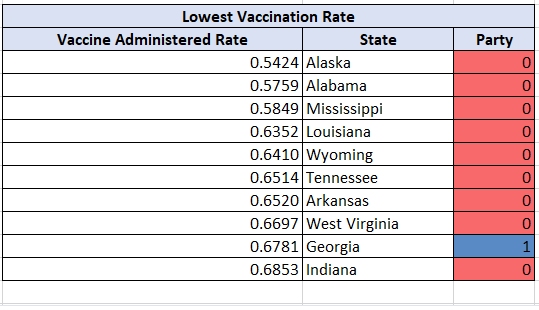 Lowest Vaccination Rate
Vaccine Administered Rate State Party
0.5424 Alaska 0
0.5759 Alabama 0
0.5849 Mississippi 0
0.6352 Louisiana 0
0.6410 Wyoming 0
0.6514 Tennessee 0
0.6520 Arkansas 0
0.6697 West Virginia 0
0.6781 Georgia 1
0.6853 Indiana 0